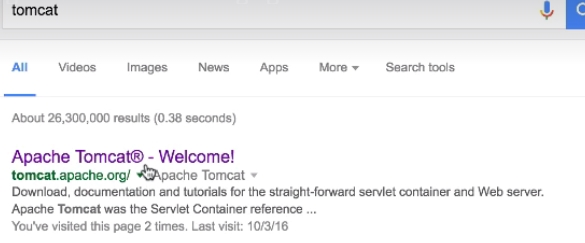 tomcat
All Videos Images News Apps More Search tools
About 26,300,000 results (0.38 seconds)
Apache Tomcat® - Welcome!
tomcat.apache.org/ Apache Tomcat
Download, documentation and tutorials for the straight-forward servlet container and Web server.
Apache Tomcat was the Servlet Container reference ...
You've visited this page 2 times. Last visit: 10/3/16